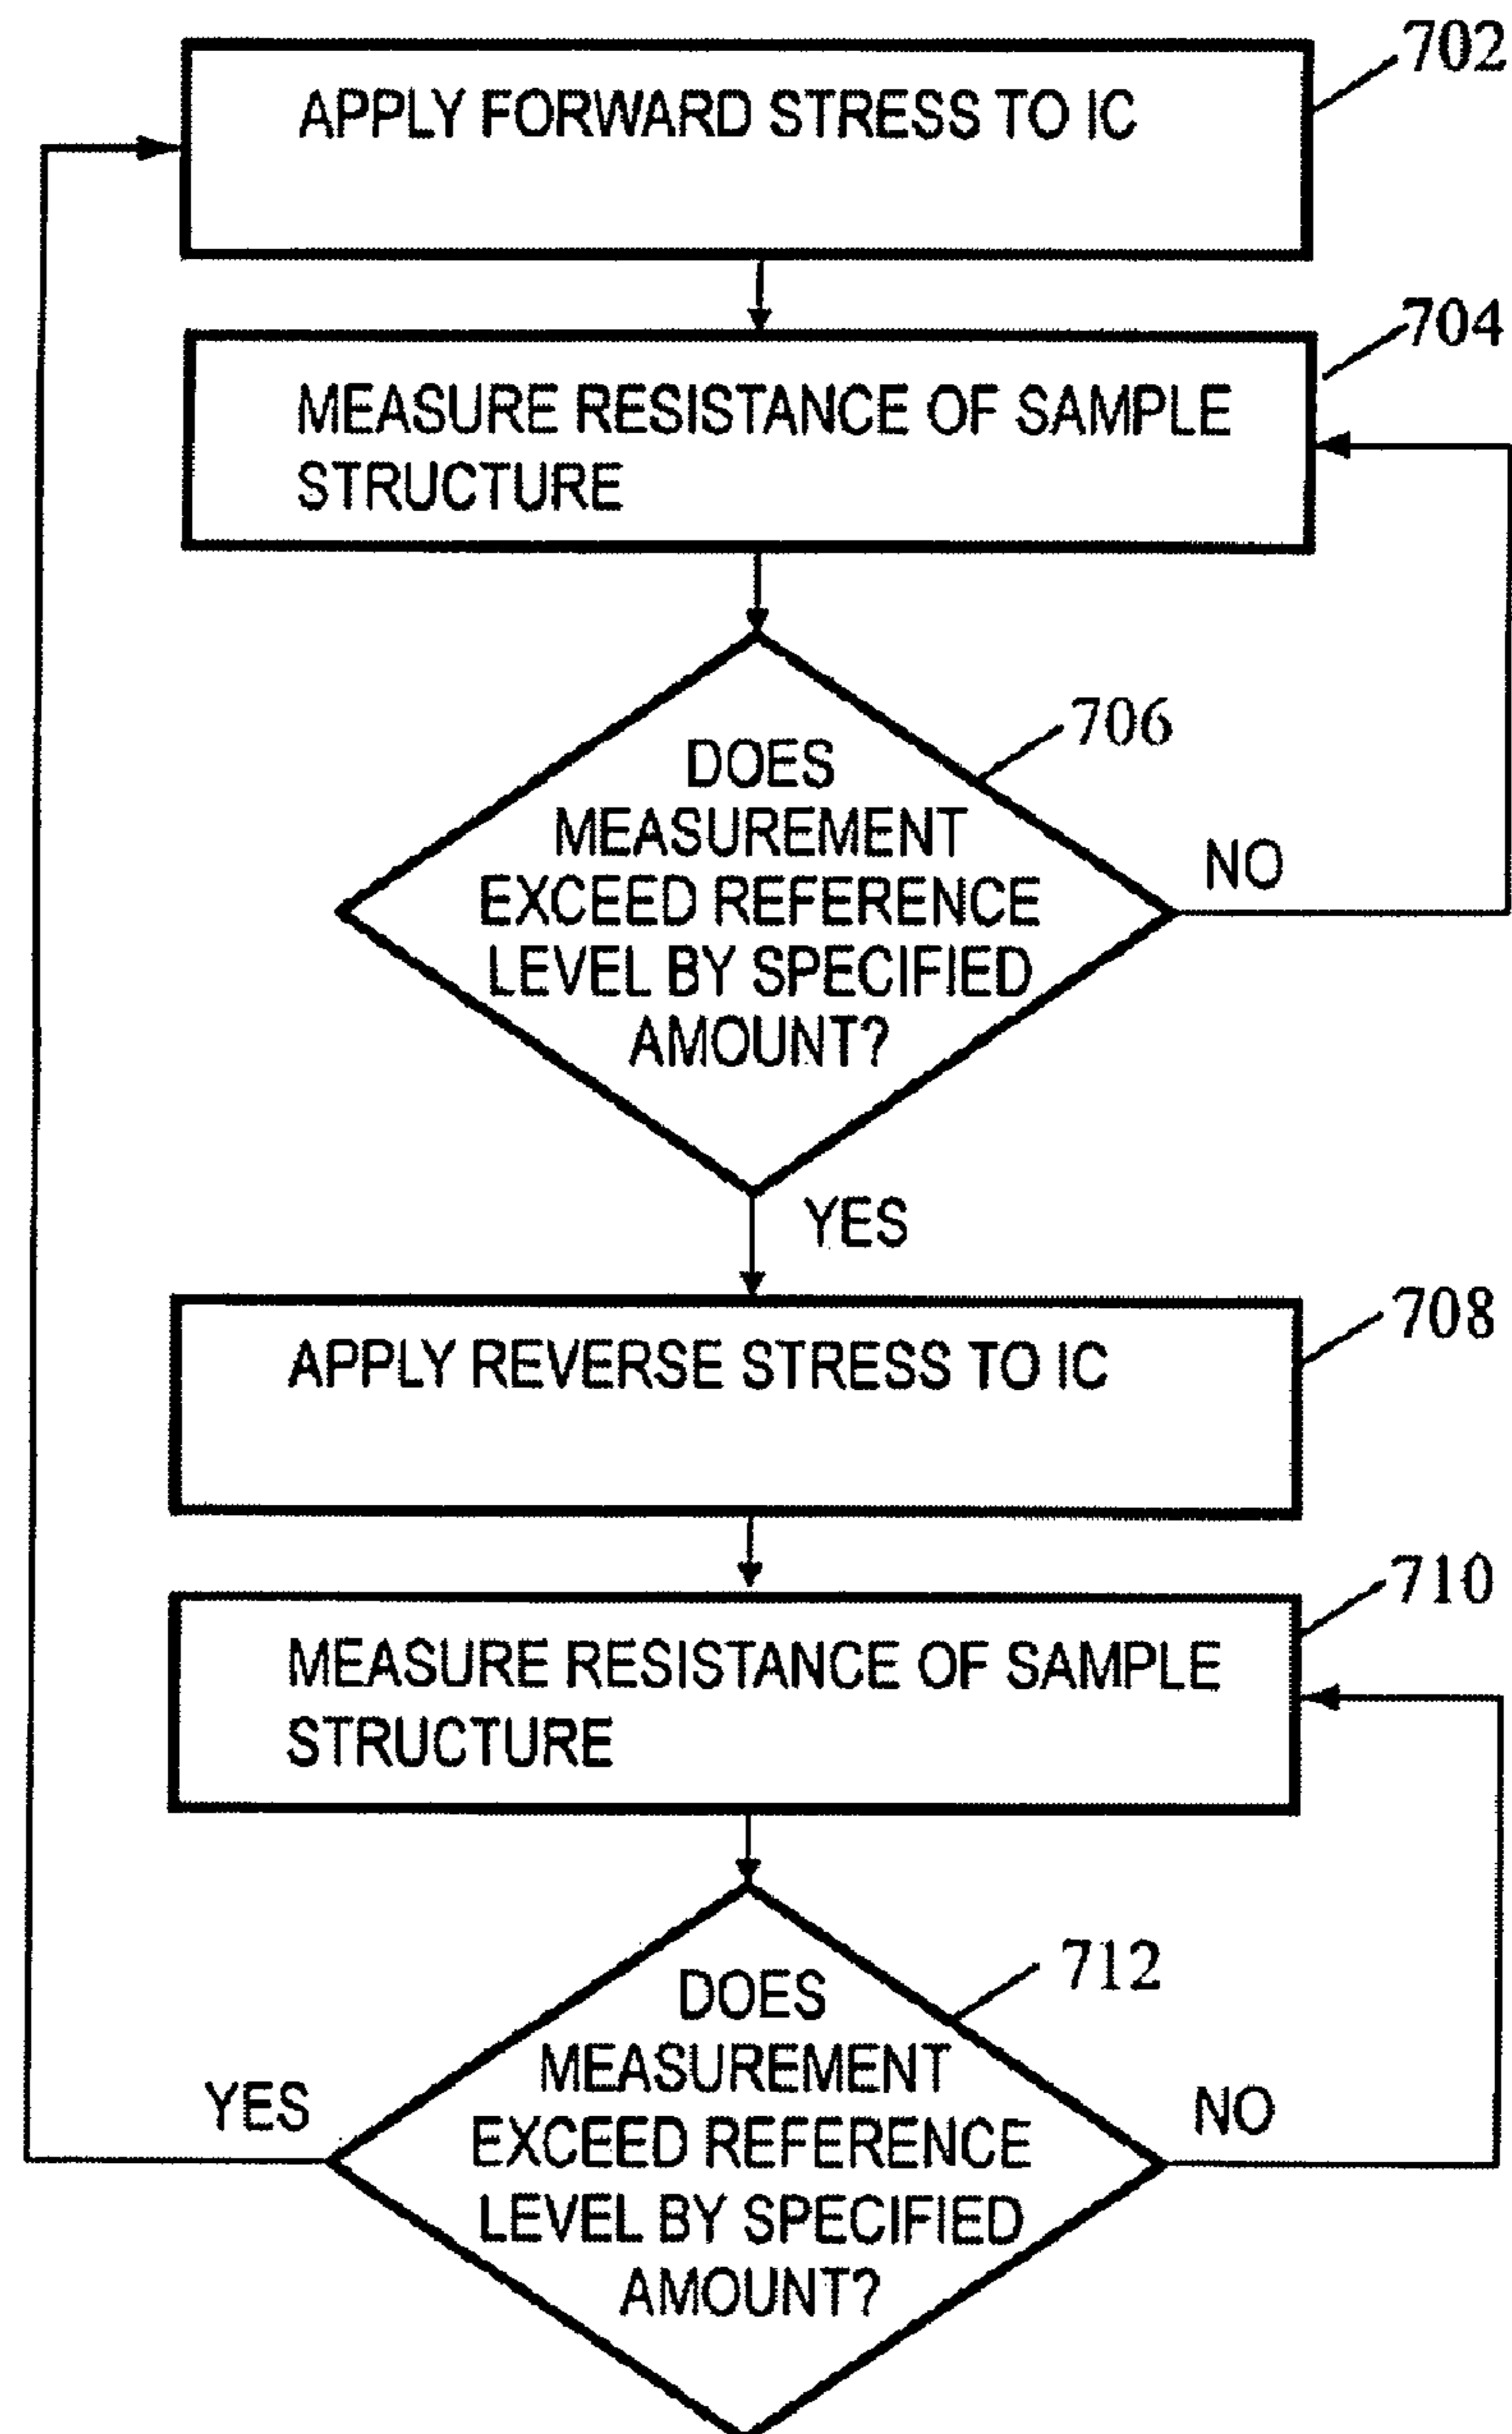 702
APPLY FORWARD STRESS TO IC
704
MEASURE RESISTANCE OF SAMPLE
STRUCTURE
706
DOES
MEASUREMENT
EXCEED REFERENCE
LEVEL BY SPECIFIED
AMOUNT?
NO
YES
708
APPLY REVERSE STRESS TO IC
710
MEASURE RESISTANCE OF SAMPLE
STRUCTURE
712
DOES
MEASUREMENT
EXCEED REFERENCE
LEVEL BY SPECIFIED
AMOUNT?
YES
NO